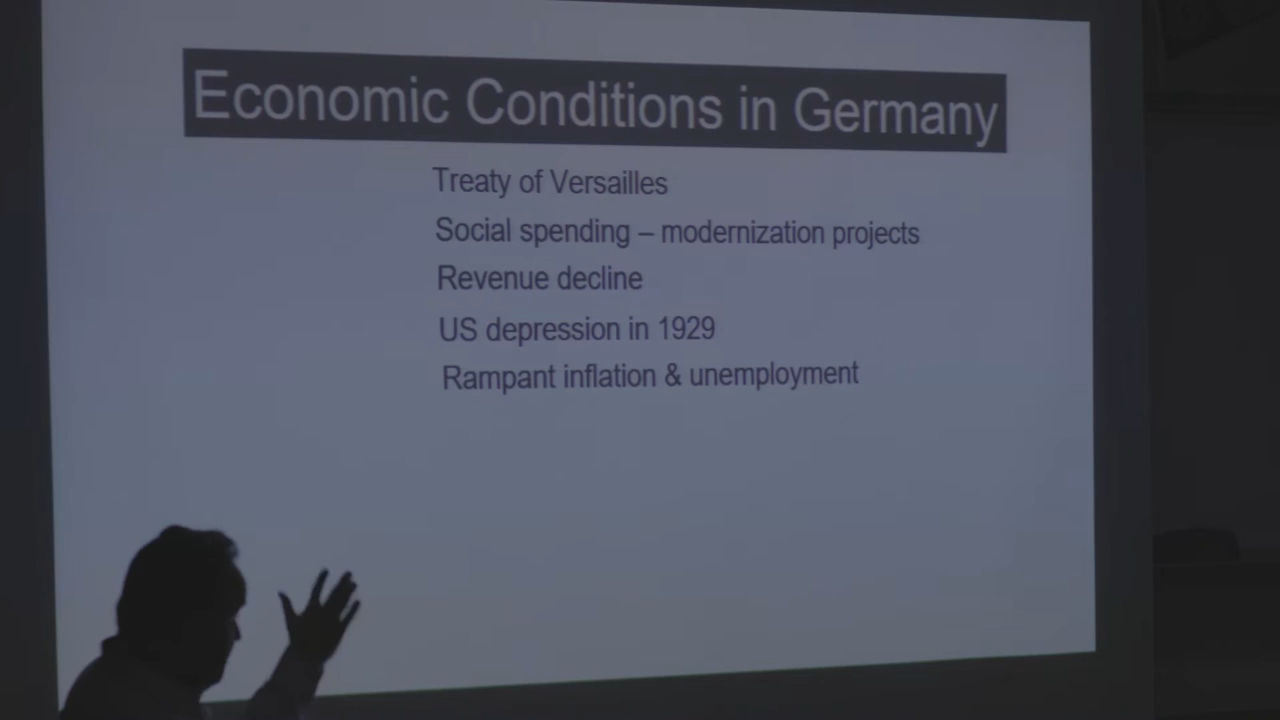 Economic Conditions in Germany
Treaty of Versailles
Social spending – modernization projects
Revenue decline
US depression in 1929
Rampant inflation & unemployment